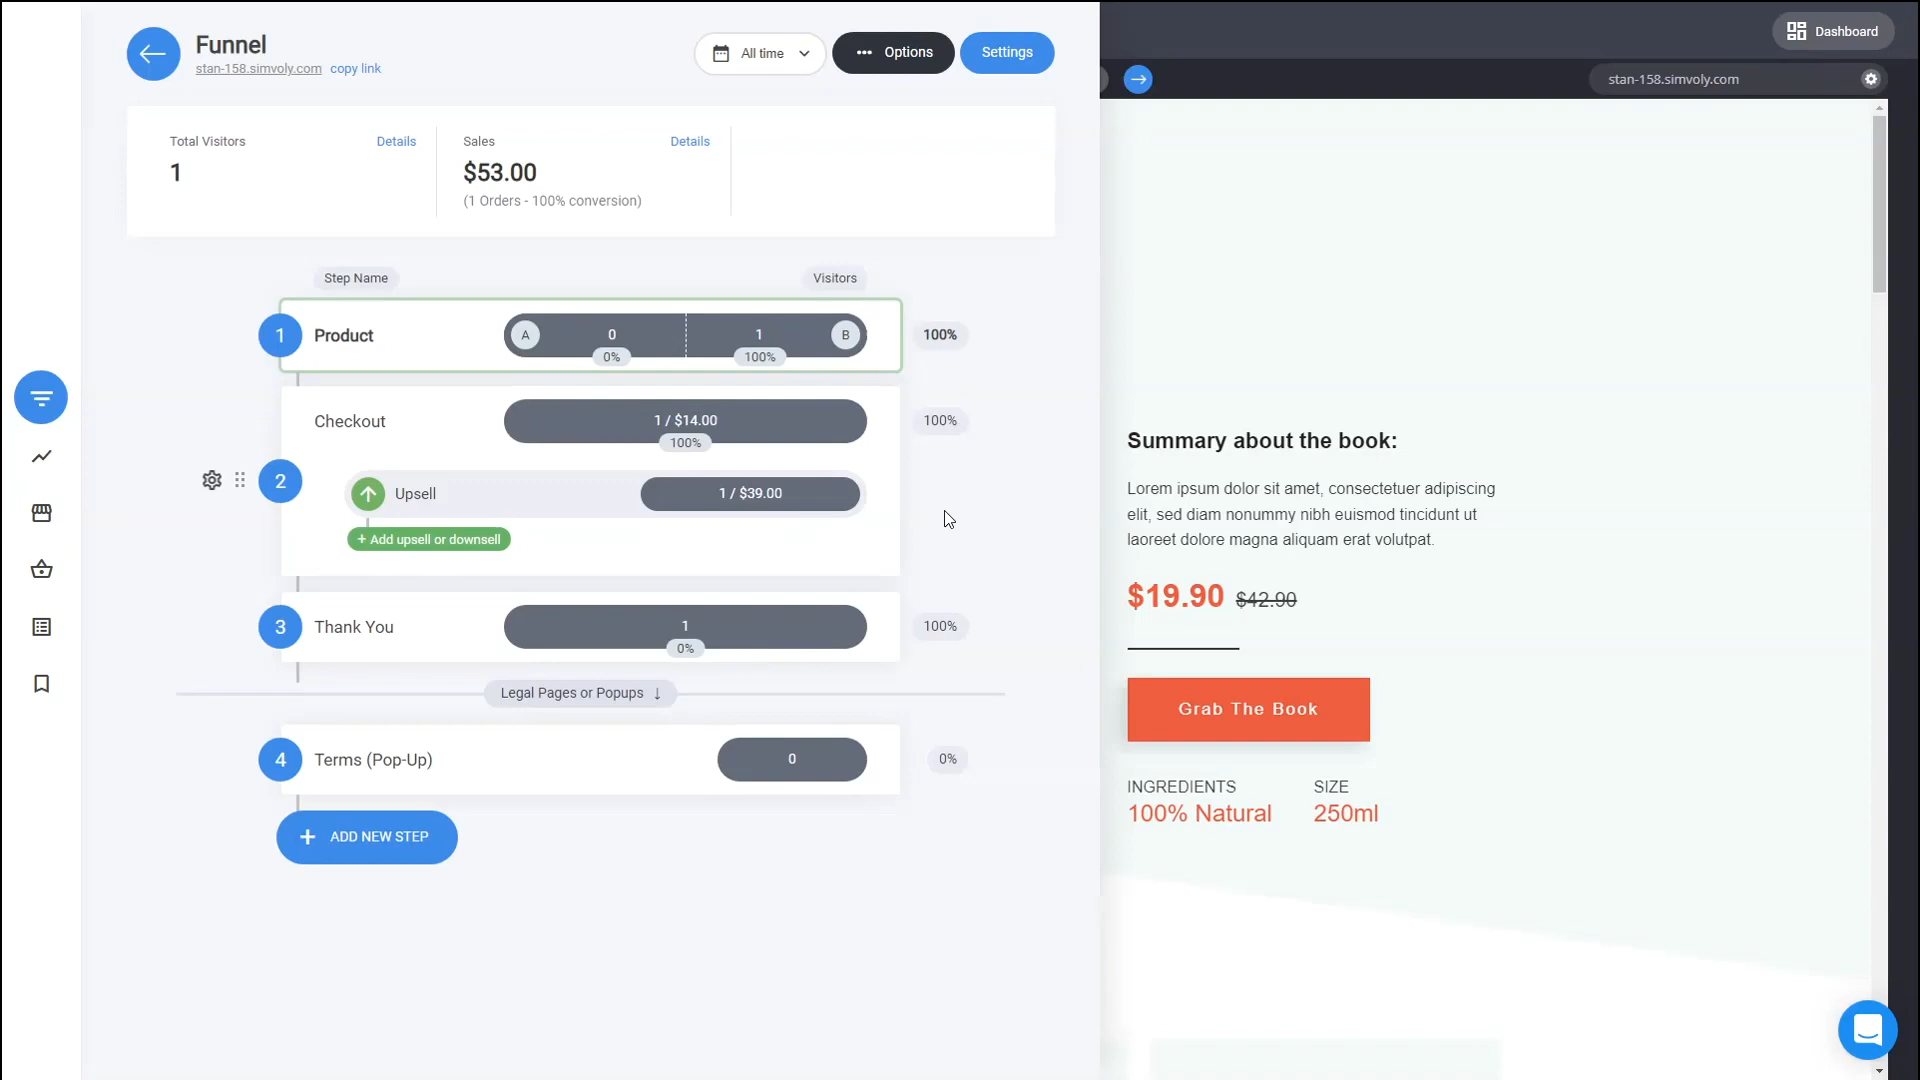 Funnel
stan-158.simvoly.com copy link
All time
Options
Settings
Dashboard
stan-158.simvoly.com
Total Visitors
Details
1
Sales
Details
$53.00
(1 Orders - 100% conversion)
Step Name
Visitors
1
Product
A
0
0%
1
100%
B
100%
Checkout
1 / $14.00
100%
100%
2
Upsell
1 / $39.00
+ Add upsell or downsell
3
Thank You
1
0%
100%
Legal Pages or Popups ↓
4
Terms (Pop-Up)
0
0%
+ ADD NEW STEP
Summary about the book:
Lorem ipsum dolor sit amet, consectetuer adipiscing
elit, sed diam nonummy nibh euismod tincidunt ut
laoreet dolore magna aliquam erat volutpat.
$19.90 $42.90
Grab The Book
INGREDIENTS
100% Natural
SIZE
250ml